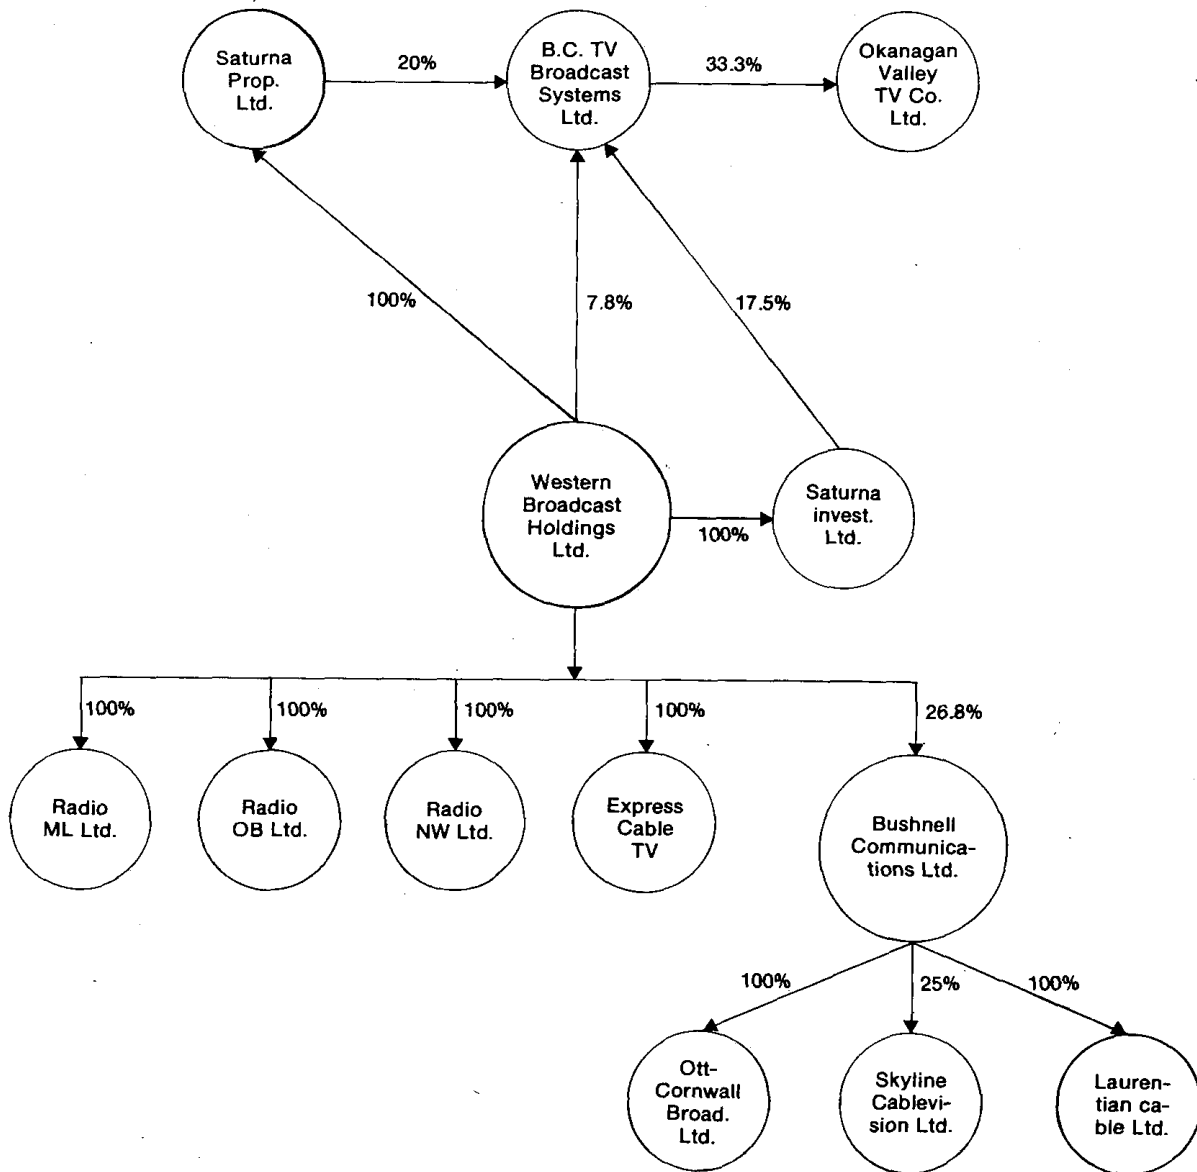 Saturna
Prop.
Ltd.
20%
B.C. TV
Broadcast
Systems
Ltd.
33.3%
Okanagan
Valley
TV Co.
Ltd.
100%
7.8%
17.5%
Western
Broadcast
Holdings
Ltd.
100%
Saturna
invest.
Ltd.
100%
100%
100%
100%
26.8%
Radio
ML Ltd.
Radio
OB Ltd.
Radio
NW Ltd.
Express
Cable
TV
Bushnell
Communica-
tions Ltd.
100%
25%
100%
Ott-
Cornwall
Broad.
Ltd.
Skyline
Cablevi-
sion Ltd.
Lauren-
tian ca-
ble Ltd.